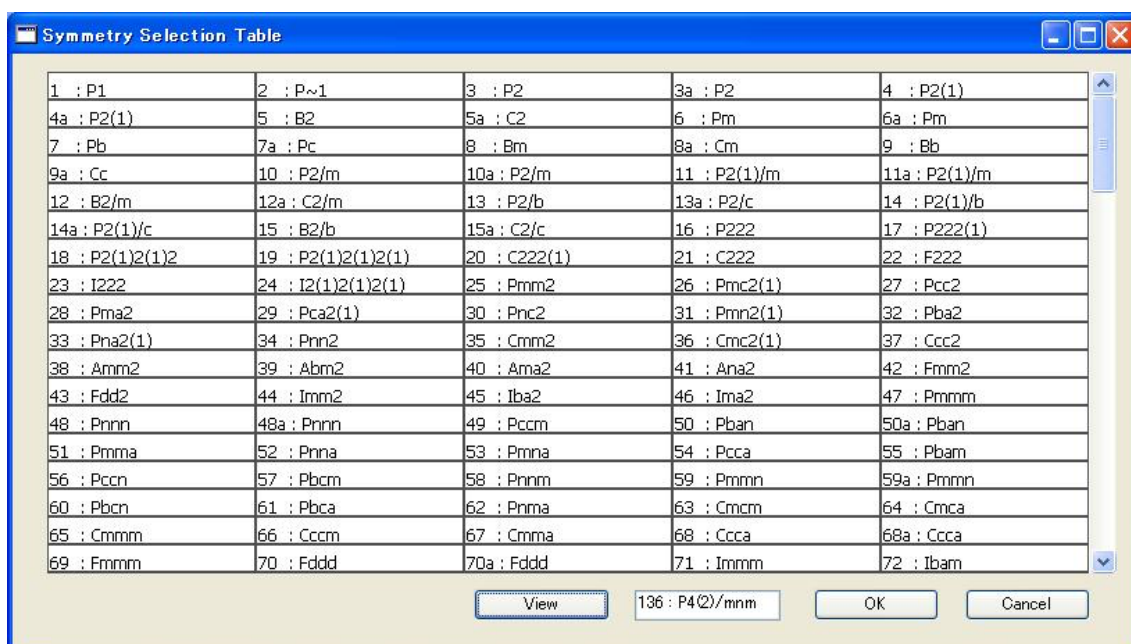 Symmetry Selection Table
1 : P1 2 : P~1 3 : P2 3a : P2 4 : P2(1)
4a : P2(1) 5 : B2 5a : C2 6 : Pm 6a : Pm
7 : Pb 7a : Pc 8 : Bm 8a : Cm 9 : Bb
9a : Cc 10 : P2/m 10a : P2/m 11 : P2(1)/m 11a : P2(1)/m
12 : B2/m 12a : C2/m 13 : P2/b 13a : P2/c 14 : P2(1)/b
14a : P2(1)/c 15 : B2/b 15a : C2/c 16 : P222 17 : P222(1)
18 : P2(1)2(1)2 19 : P2(1)2(1)2(1) 20 : C222(1) 21 : C222 22 : F222
23 : I222 24 : I2(1)2(1)2(1) 25 : Pmm2 26 : Pmc2(1) 27 : Pcc2
28 : Pma2 29 : Pca2(1) 30 : Pnc2 31 : Pmn2(1) 32 : Pba2
33 : Pna2(1) 34 : Pnn2 35 : Cmm2 36 : Cmc2(1) 37 : Ccc2
38 : Amm2 39 : Abm2 40 : Ama2 41 : Ana2 42 : Fmm2
43 : Fdd2 44 : Imm2 45 : Iba2 46 : Ima2 47 : Pmmm
48 : Pnnn 48a : Pnnn 49 : Pccm 50 : Pban 50a : Pban
51 : Pmma 52 : Pnna 53 : Pmna 54 : Pcca 55 : Pbam
56 : Pccn 57 : Pbcm 58 : Pnnm 59 : Pmmn 59a : Pmmn
60 : Pbcn 61 : Pbca 62 : Pnma 63 : Cmcm 64 : Cmca
65 : Cmmm 66 : Cccm 67 : Cmma 68 : Ccca 68a : Ccca
69 : Fmmm 70 : Fddd 70a : Fddd 71 : Immm 72 : Ibam
View 136 : P4(2)/mnm OK Cancel